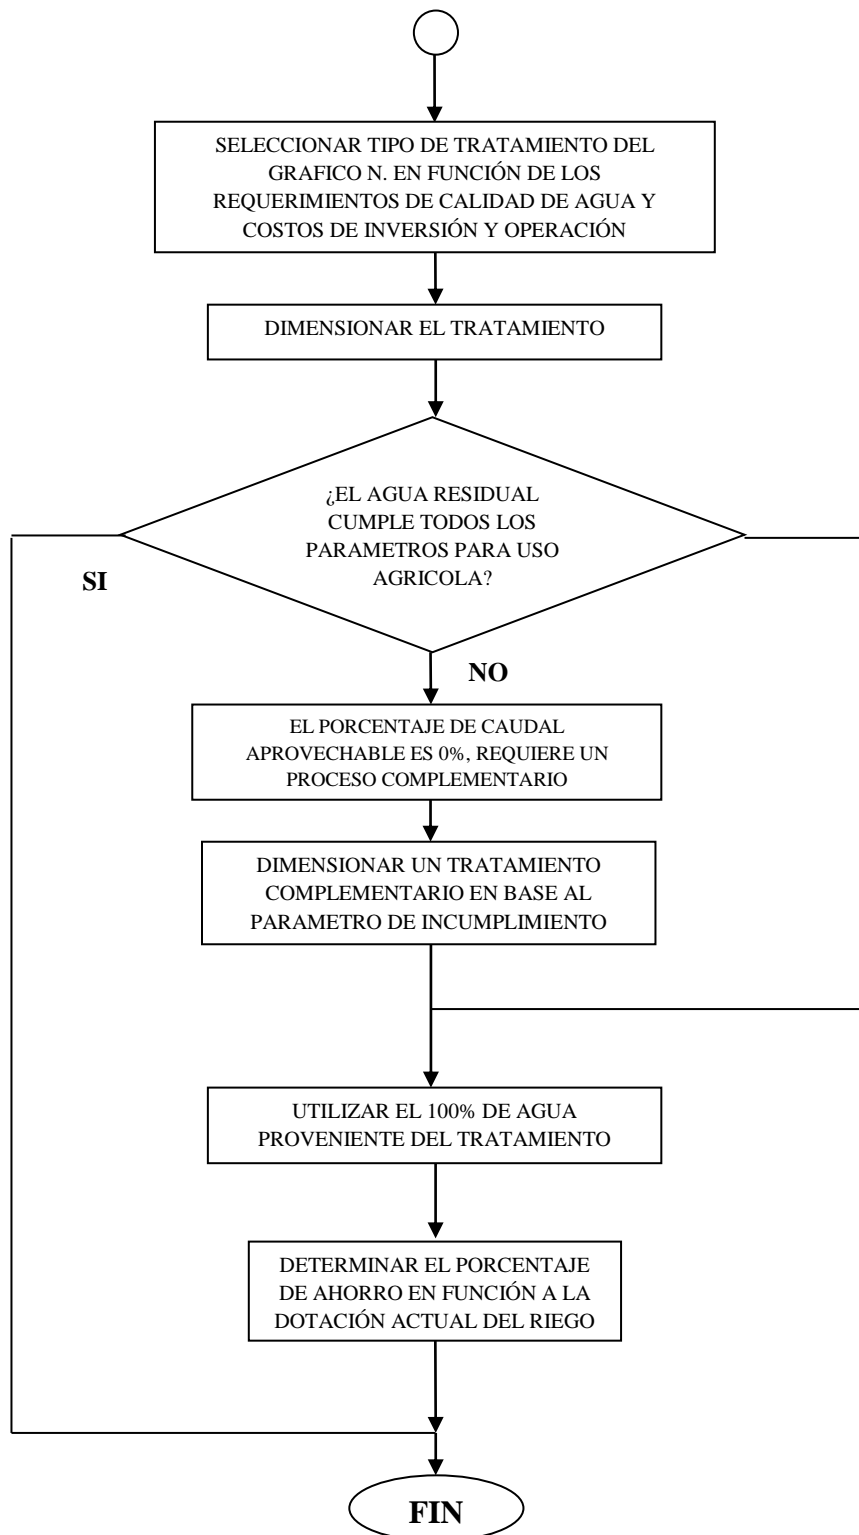 SELECCIONAR TIPO DE TRATAMIENTO DEL
GRAFICO N. EN FUNCIÓN DE LOS
REQUERIMIENTOS DE CALIDAD DE AGUA Y
COSTOS DE INVERSIÓN Y OPERACIÓN
DIMENSIONAR EL TRATAMIENTO
¿EL AGUA RESIDUAL
CUMPLE TODOS LOS
PARAMETROS PARA USO
AGRICOLA?
SI
NO
EL PORCENTAJE DE CAUDAL
APROVECHABLE ES 0%, REQUIERE UN
PROCESO COMPLEMENTARIO
DIMENSIONAR UN TRATAMIENTO
COMPLEMENTARIO EN BASE AL
PARAMETRO DE INCUMPLIMIENTO
UTILIZAR EL 100% DE AGUA
PROVENIENTE DEL TRATAMIENTO
DETERMINAR EL PORCENTAJE
DE AHORRO EN FUNCIÓN A LA
DOTACIÓN ACTUAL DEL RIEGO
FIN